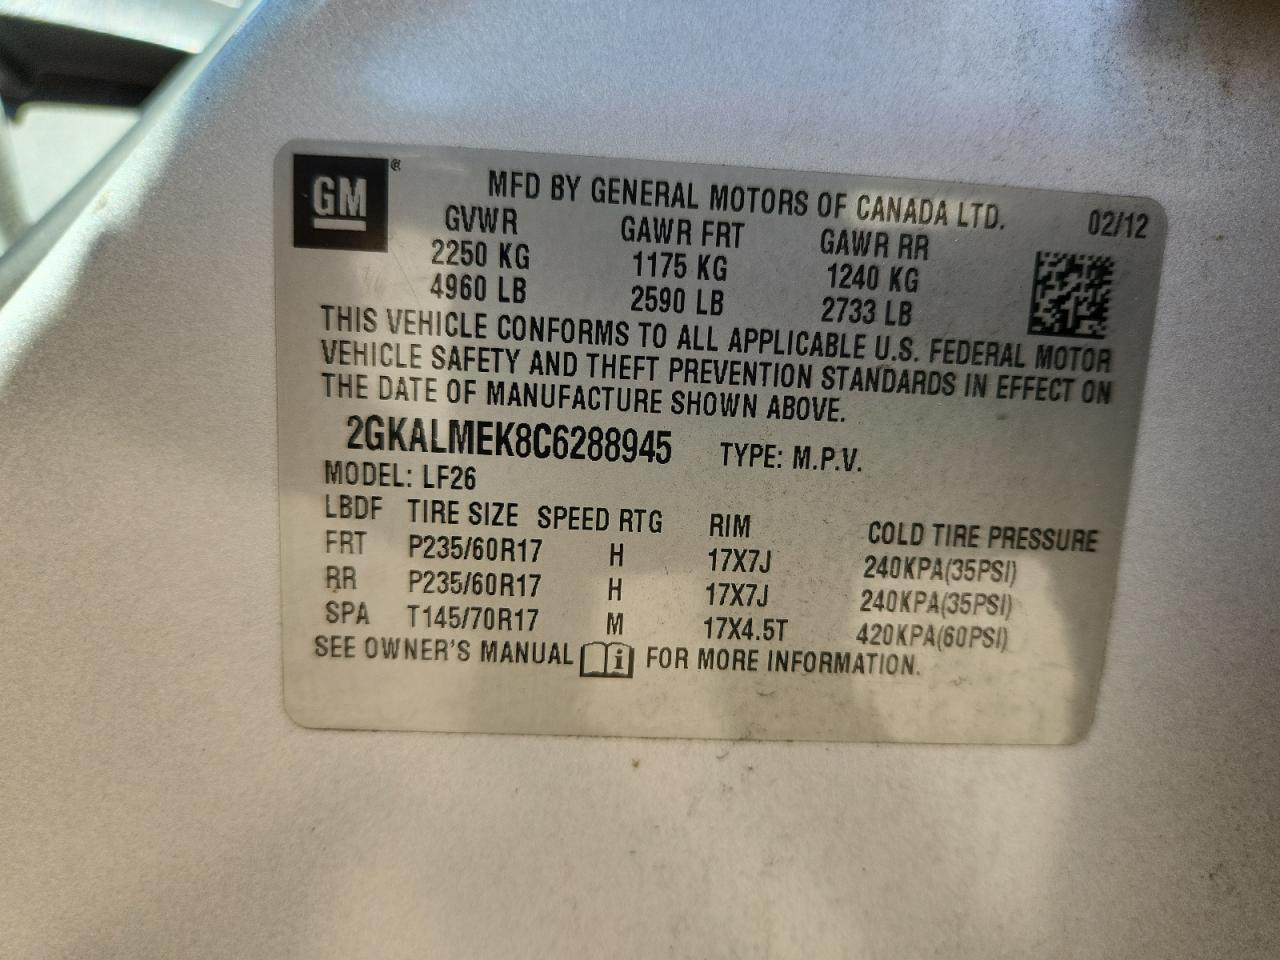 GM®
MFD BY GENERAL MOTORS OF CANADA LTD. 02/12
GVWR GAWR FRT GAWR RR
2250 KG 1175 KG 1240 KG
4960 LB 2590 LB 2733 LB
THIS VEHICLE CONFORMS TO ALL APPLICABLE U.S. FEDERAL MOTOR
VEHICLE SAFETY AND THEFT PREVENTION STANDARDS IN EFFECT ON
THE DATE OF MANUFACTURE SHOWN ABOVE.
2GKALMEK8C6288945 TYPE: M.P.V.
MODEL: LF26
LBDF TIRE SIZE SPEED RTG RIM COLD TIRE PRESSURE
FRT P235/60R17 H 17X7J 240KPA(35PSI)
RR P235/60R17 H 17X7J 240KPA(35PSI)
SPA T145/70R17 M 17X4.5T 420KPA(60PSI)
SEE OWNER'S MANUAL i FOR MORE INFORMATION.